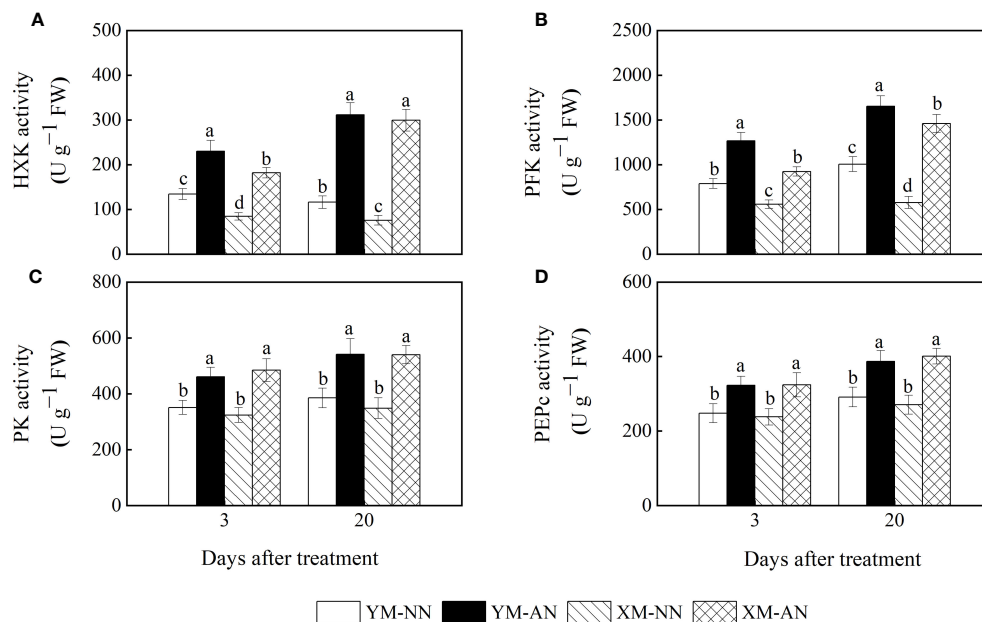 A
HXK activity
(U g⁻¹ FW)
500
400
300
200
100
0
c
a
d
b
b
a
c
a
B
PFK activity
(U g⁻¹ FW)
2500
2000
1500
1000
500
0
b
a
c
b
c
a
d
b
C
PK activity
(U g⁻¹ FW)
800
600
400
200
0
b
a
b
a
b
a
b
a
3
20
Days after treatment
D
PEPc activity
(U g⁻¹ FW)
600
400
200
0
b
a
b
a
b
a
b
a
3
20
Days after treatment
YM-NN YM-AN XM-NN XM-AN